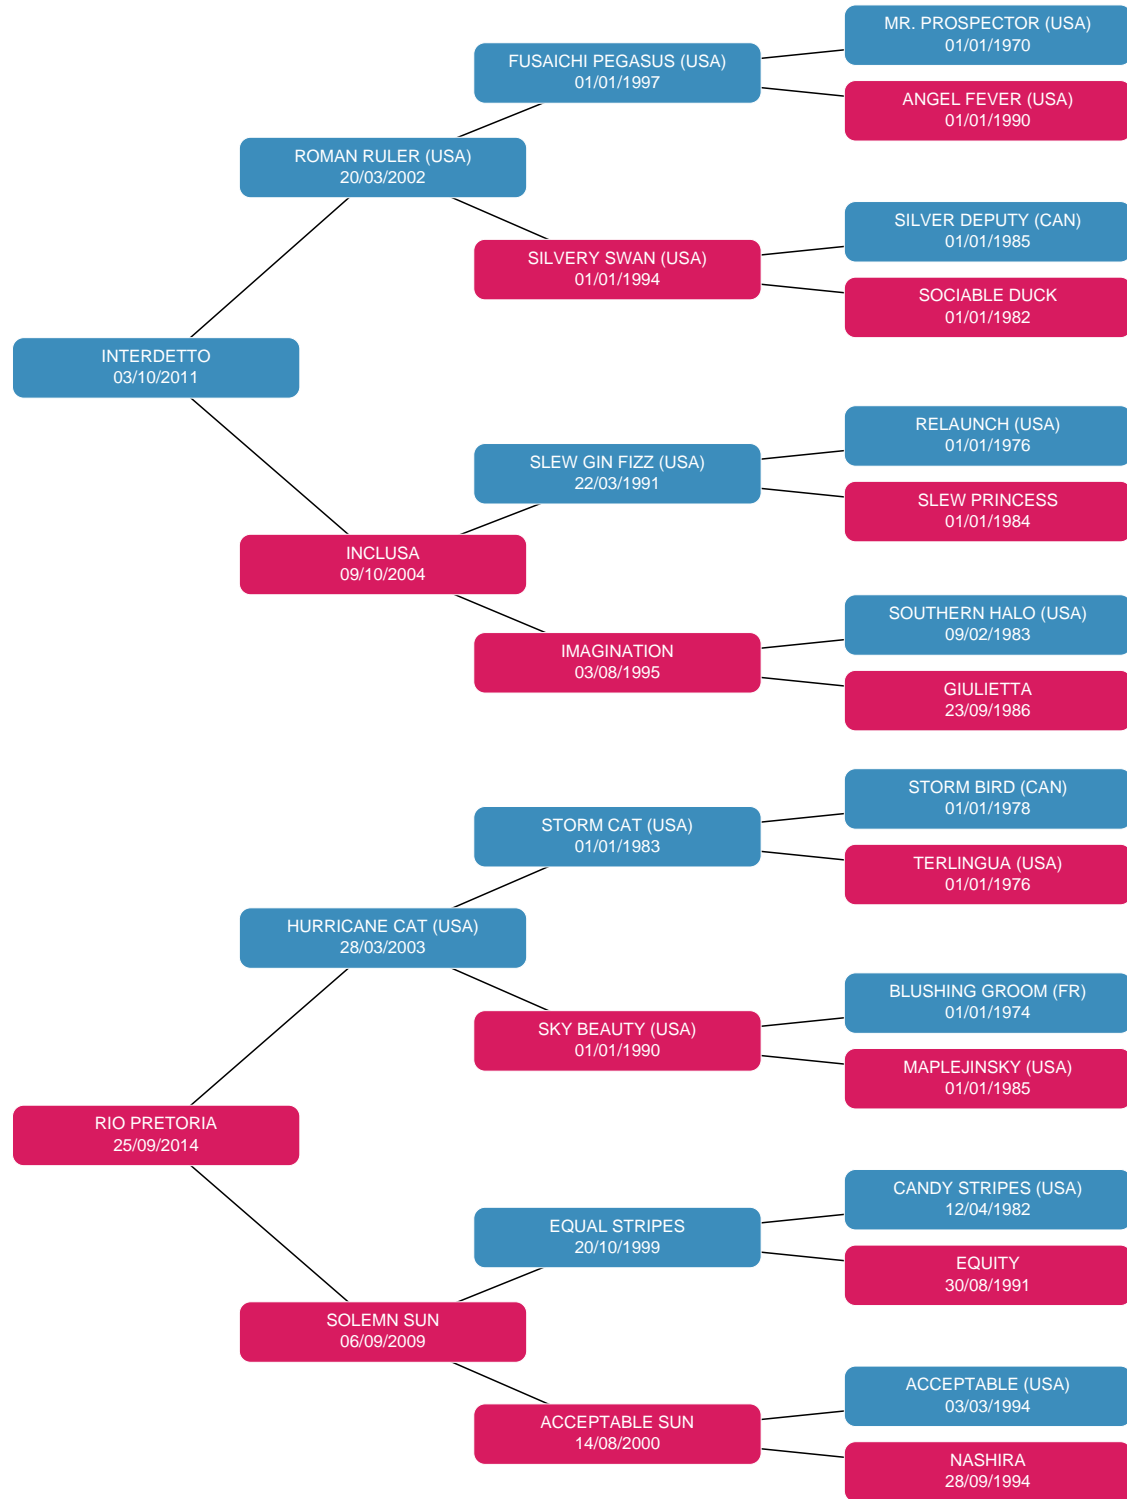 MR. PROSPECTOR (USA)
01/01/1970
FUSAICHI PEGASUS (USA)
01/01/1997
ANGEL FEVER (USA)
01/01/1990
ROMAN RULER (USA)
20/03/2002
SILVER DEPUTY (CAN)
01/01/1985
SILVERY SWAN (USA)
01/01/1994
SOCIABLE DUCK
01/01/1982
INTERDETTO
03/10/2011
RELAUNCH (USA)
01/01/1976
SLEW GIN FIZZ (USA)
22/03/1991
SLEW PRINCESS
01/01/1984
INCLUSA
09/10/2004
SOUTHERN HALO (USA)
09/02/1983
IMAGINATION
03/08/1995
GIULIETTA
23/09/1986
STORM BIRD (CAN)
01/01/1978
STORM CAT (USA)
01/01/1983
TERLINGUA (USA)
01/01/1976
HURRICANE CAT (USA)
28/03/2003
BLUSHING GROOM (FR)
01/01/1974
SKY BEAUTY (USA)
01/01/1990
MAPLEJINSKY (USA)
01/01/1985
RIO PRETORIA
25/09/2014
CANDY STRIPES (USA)
12/04/1982
EQUAL STRIPES
20/10/1999
EQUITY
30/08/1991
SOLEMN SUN
06/09/2009
ACCEPTABLE (USA)
03/03/1994
ACCEPTABLE SUN
14/08/2000
NASHIRA
28/09/1994